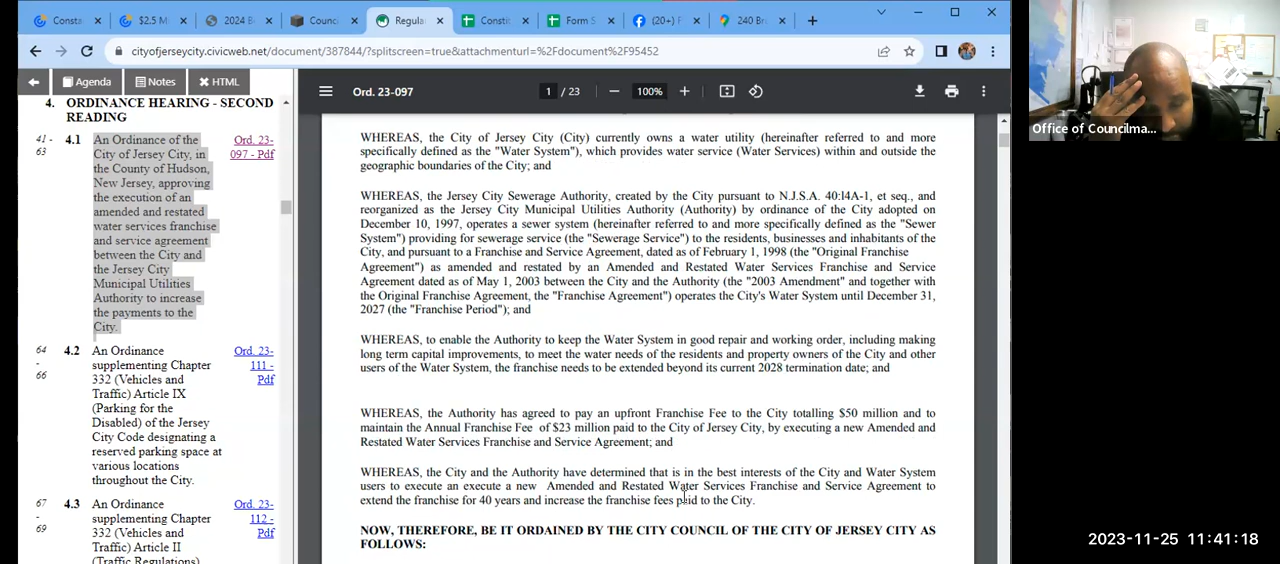 Consta
$2.5 M
2024 B
Counci
Regula
Constit
Form S
(20+) F
240 Br
cityofjerseycity.civicweb.net/document/387844/?splitscreen=true&attachmenturl=%2Fdocument%2F95452
Agenda
Notes
HTML
Ord. 23-097
1 / 23
100%
4. ORDINANCE HEARING - SECOND
READING
41 -
63
4.1 An Ordinance of the
City of Jersey City, in
the County of Hudson,
New Jersey, approving
the execution of an
amended and restated
water services franchise
and service agreement
between the City and
the Jersey City
Municipal Utilities
Authority to increase
the payments to the
City.
Ord. 23-
097 - Pdf
64
-
66
4.2 An Ordinance
supplementing Chapter
332 (Vehicles and
Traffic) Article IX
(Parking for the
Disabled) of the Jersey
City Code designating a
reserved parking space at
various locations
throughout the City.
Ord. 23-
111 -
Pdf
67
-
69
4.3 An Ordinance
supplementing Chapter
332 (Vehicles and
Traffic) Article II
(Traffic Regulations)
Ord. 23-
112 -
Pdf
WHEREAS, the City of Jersey City (City) currently owns a water utility (hereinafter referred to and more
specifically defined as the "Water System"), which provides water service (Water Services) within and outside the
geographic boundaries of the City; and
WHEREAS, the Jersey City Sewerage Authority, created by the City pursuant to N.J.S.A. 40:l4A-1, et seq., and
reorganized as the Jersey City Municipal Utilities Authority (Authority) by ordinance of the City adopted on
December 10, 1997, operates a sewer system (hereinafter referred to and more specifically defined as the "Sewer
System") providing for sewerage service (the "Sewerage Service") to the residents, businesses and inhabitants of the
City, and pursuant to a Franchise and Service Agreement, dated as of February 1, 1998 (the "Original Franchise
Agreement") as amended and restated by an Amended and Restated Water Services Franchise and Service
Agreement dated as of May 1, 2003 between the City and the Authority (the "2003 Amendment" and together with
the Original Franchise Agreement, the "Franchise Agreement") operates the City's Water System until December 31,
2027 (the "Franchise Period"); and
WHEREAS, to enable the Authority to keep the Water System in good repair and working order, including making
long term capital improvements, to meet the water needs of the residents and property owners of the City and other
users of the Water System, the franchise needs to be extended beyond its current 2028 termination date; and
WHEREAS, the Authority has agreed to pay an upfront Franchise Fee to the City totalling $50 million and to
maintain the Annual Franchise Fee of $23 million paid to the City of Jersey City, by executing a new Amended and
Restated Water Services Franchise and Service Agreement; and
WHEREAS, the City and the Authority have determined that is in the best interests of the City and Water System
users to execute an execute a new Amended and Restated Water Services Franchise and Service Agreement to
extend the franchise for 40 years and increase the franchise fees paid to the City.
NOW, THEREFORE, BE IT ORDAINED BY THE CITY COUNCIL OF THE CITY OF JERSEY CITY AS
FOLLOWS:
Office of Councilma...
2023-11-25 11:41:18